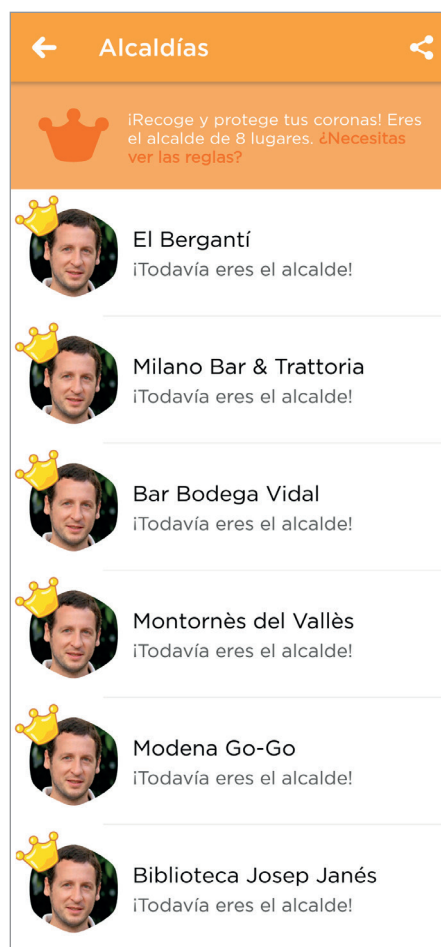 Alcaldías
¡Recoge y protege tus coronas! Eres
el alcalde de 8 lugares. ¿Necesitas
ver las reglas?
El Bergantí
¡Todavía eres el alcalde!
Milano Bar & Trattoria
¡Todavía eres el alcalde!
Bar Bodega Vidal
¡Todavía eres el alcalde!
Montornès del Vallès
¡Todavía eres el alcalde!
Modena Go-Go
¡Todavía eres el alcalde!
Biblioteca Josep Janés
¡Todavía eres el alcalde!